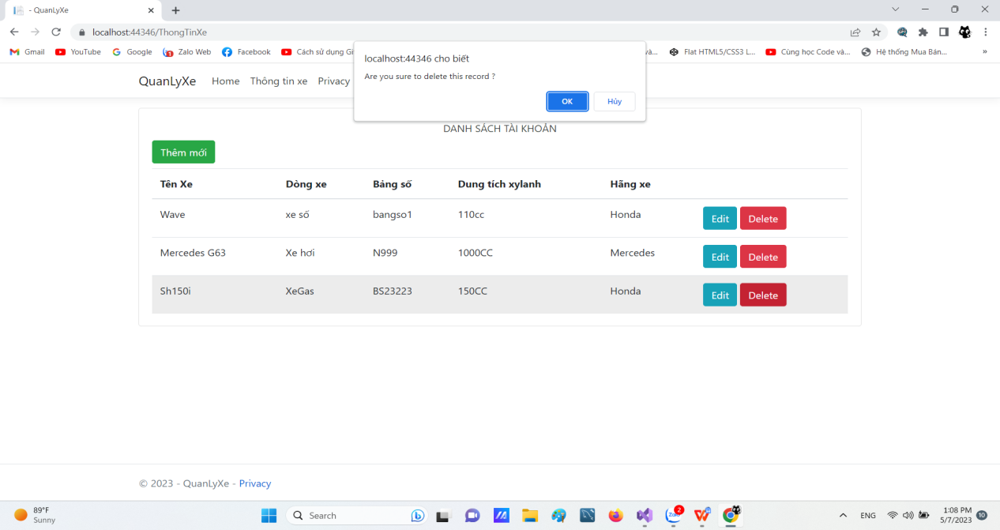 - QuanLyXe
localhost:44346/ThongTinXe
Gmail YouTube Google Zalo Web Facebook Cách sử dụng Gi và... Flat HTML5/CSS3 L... Cùng học Code và... Hệ thống Mua Bán... »
localhost:44346 cho biết
Are you sure to delete this record ?
OK Hủy
QuanLyXe Home Thông tin xe Privacy
DANH SÁCH TÀI KHOẢN
Thêm mới
Tên Xe Dòng xe Bảng số Dung tích xylanh Hãng xe
Wave xe số bangso1 110cc Honda Edit Delete
Mercedes G63 Xe hơi N999 1000CC Mercedes Edit Delete
Sh150i XeGas BS23223 150CC Honda Edit Delete
© 2023 - QuanLyXe - Privacy
89°F
Sunny
Search
2
ENG
1:08 PM
5/7/2023
10